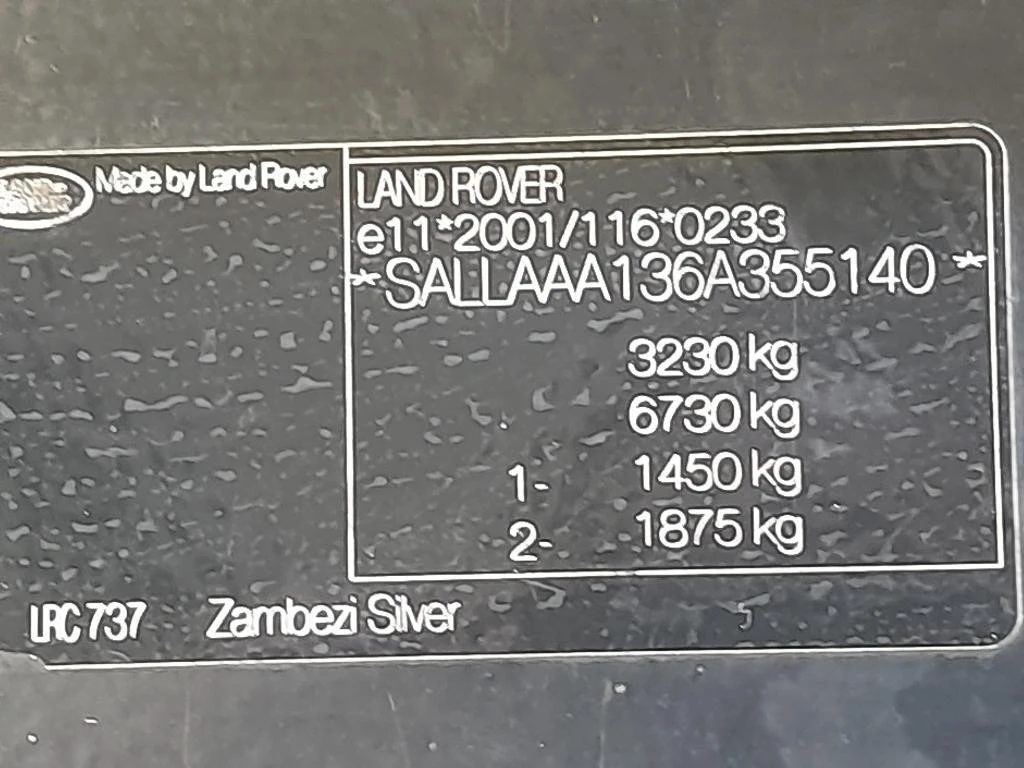 Made by Land Rover
LAND ROVER
e11*2001/116*0233
*SALLAAA136A355140*
3230 kg
6730 kg
1- 1450 kg
2- 1875 kg
LRC 737 Zambezi Silver